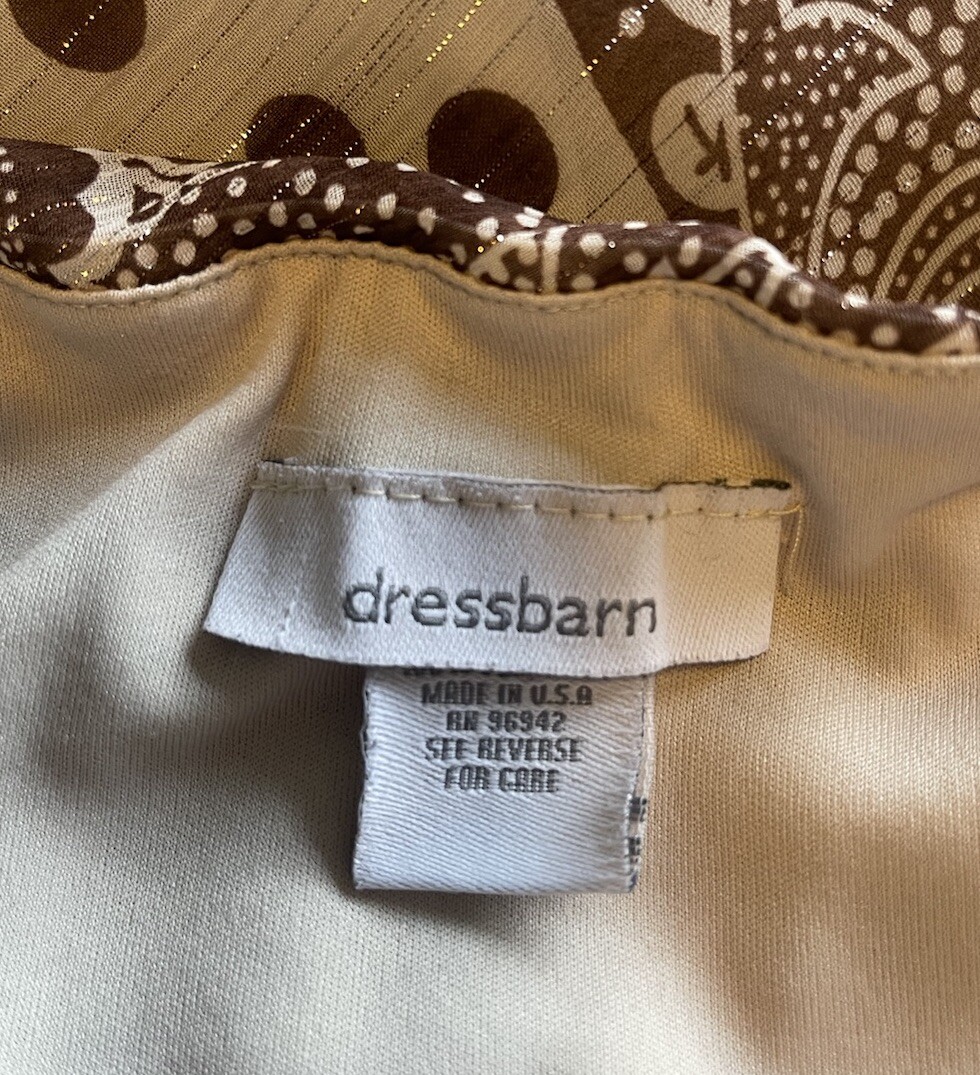 K
dressbarn
MADE IN U.S.A
RN 96942
SEE REVERSE
FOR CARE